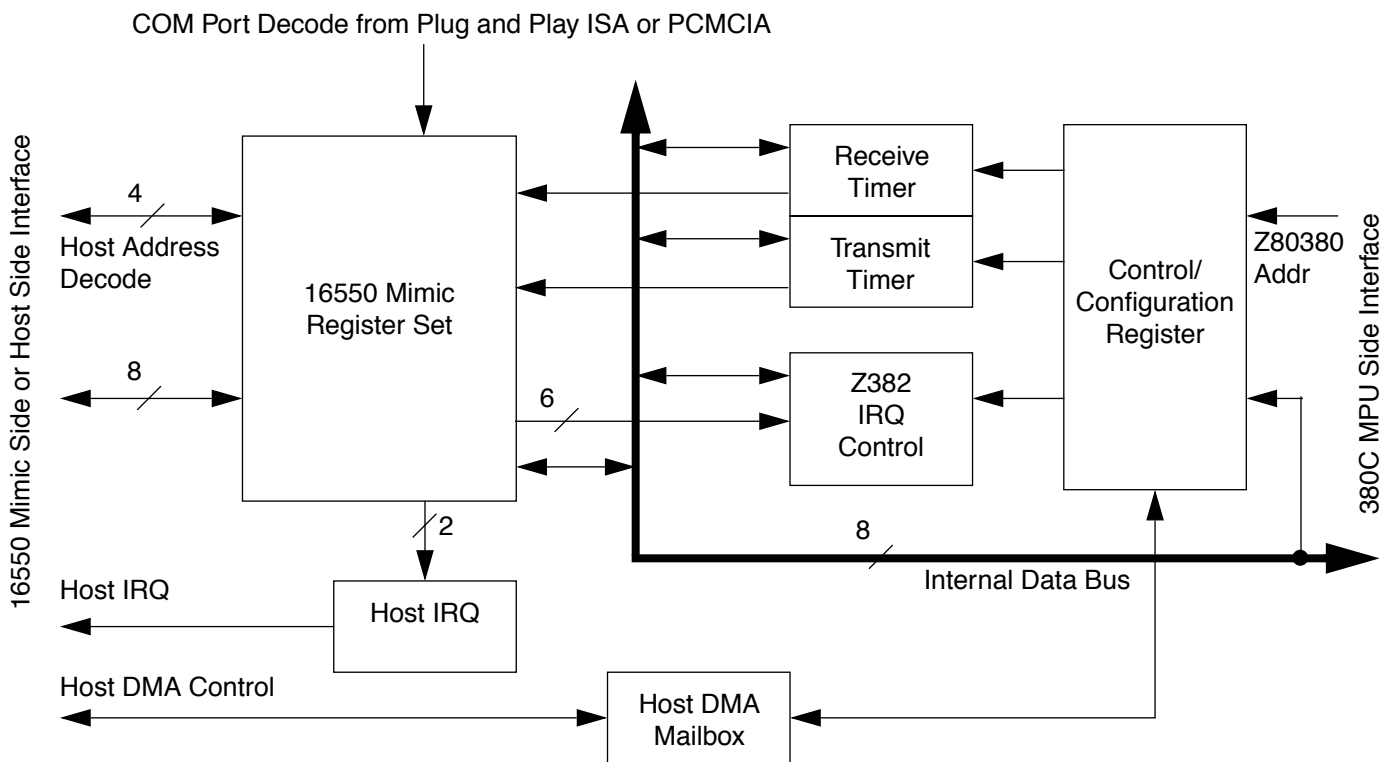 COM Port Decode from Plug and Play ISA or PCMCIA
16550 Mimic Side or Host Side Interface
4
Host Address
Decode
8
16550 Mimic
Register Set
6
2
Receive
Timer
Transmit
Timer
Z382
IRQ
Control
Control/
Configuration
Register
Z80380
Addr
380C MPU Side Interface
8
Internal Data Bus
Host IRQ
Host IRQ
Host DMA Control
Host DMA
Mailbox